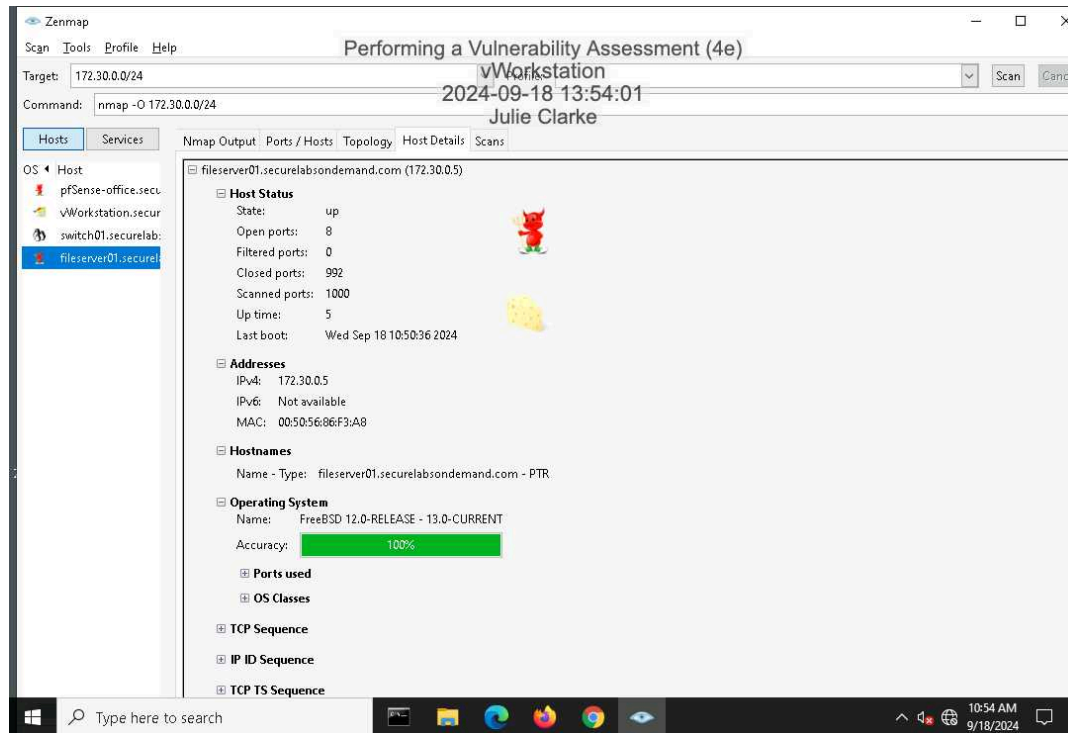 Zenmap
Scan Tools Profile Help
Performing a Vulnerability Assessment (4e)
vWorkstation
2024-09-18 13:54:01
Julie Clarke
Target: 172.30.0.0/24
Scan
Command: nmap -O 172.30.0.0/24
Hosts Services
Nmap Output Ports / Hosts Topology Host Details Scans
OS Host
pfSense-office.secu
vWorkstation.secur
switch01.securelab:
fileserver01.securel
fileserver01.securelabsondemand.com (172.30.0.5)
Host Status
State: up
Open ports: 8
Filtered ports: 0
Closed ports: 992
Scanned ports: 1000
Up time: 5
Last boot: Wed Sep 18 10:50:36 2024
Addresses
IPv4: 172.30.0.5
IPv6: Not available
MAC: 00:50:56:86:F3:A8
Hostnames
Name - Type: fileserver01.securelabsondemand.com - PTR
Operating System
Name: FreeBSD 12.0-RELEASE - 13.0-CURRENT
Accuracy: 100%
Ports used
OS Classes
TCP Sequence
IP ID Sequence
TCP TS Sequence
Type here to search
10:54 AM
9/18/2024